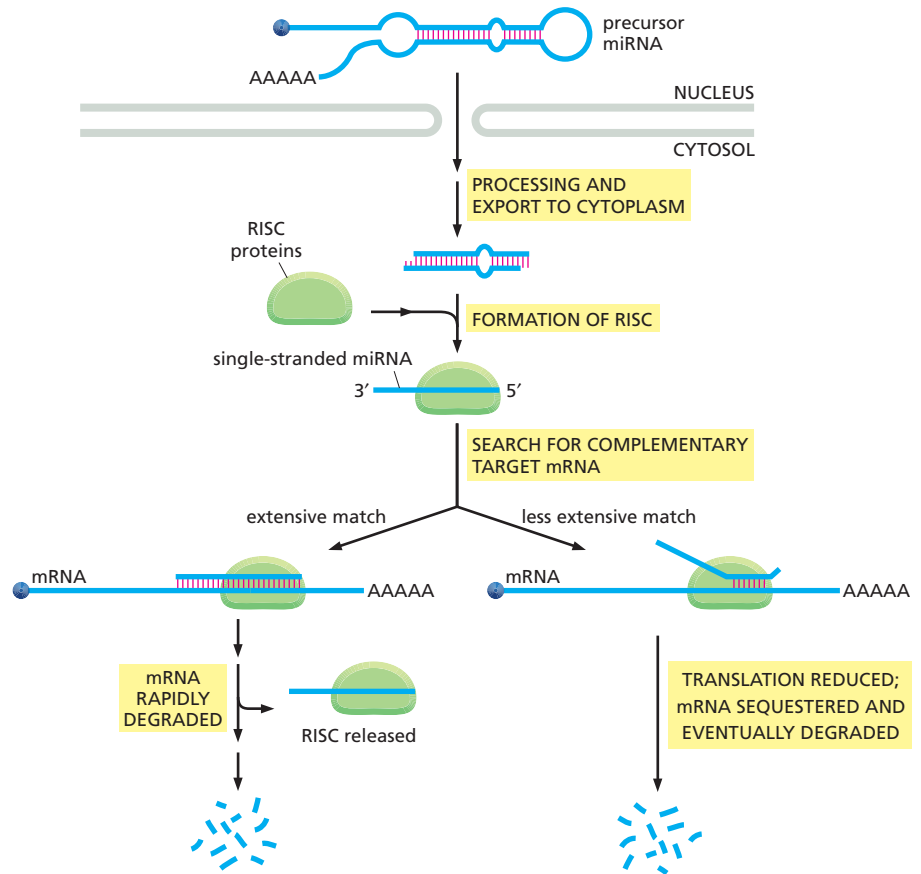 precursor
miRNA
AAAAA
NUCLEUS
CYTOSOL
PROCESSING AND
EXPORT TO CYTOPLASM
RISC
proteins
FORMATION OF RISC
single-stranded miRNA
3′
5′
SEARCH FOR COMPLEMENTARY
TARGET mRNA
extensive match
less extensive match
mRNA
AAAAA
mRNA
AAAAA
mRNA
RAPIDLY
DEGRADED
RISC released
TRANSLATION REDUCED;
mRNA SEQUESTERED AND
EVENTUALLY DEGRADED